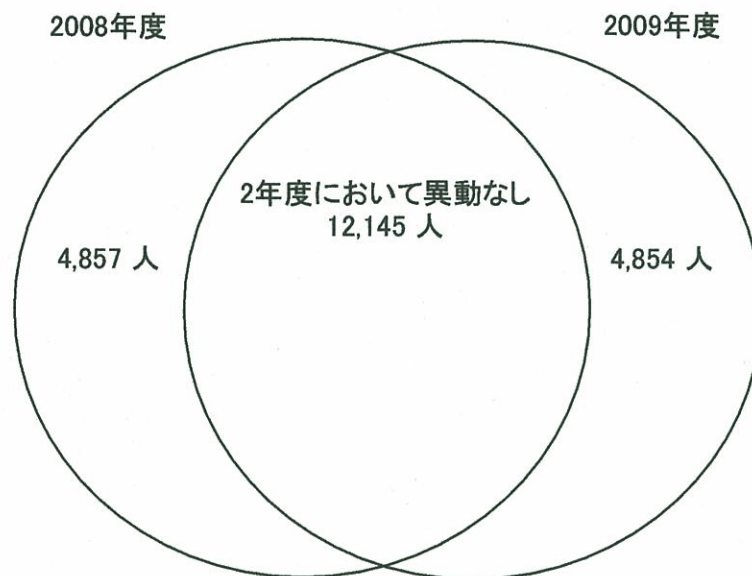 2008年度
2009年度
2年度において異動なし
12,145 人
4,857 人
4,854 人